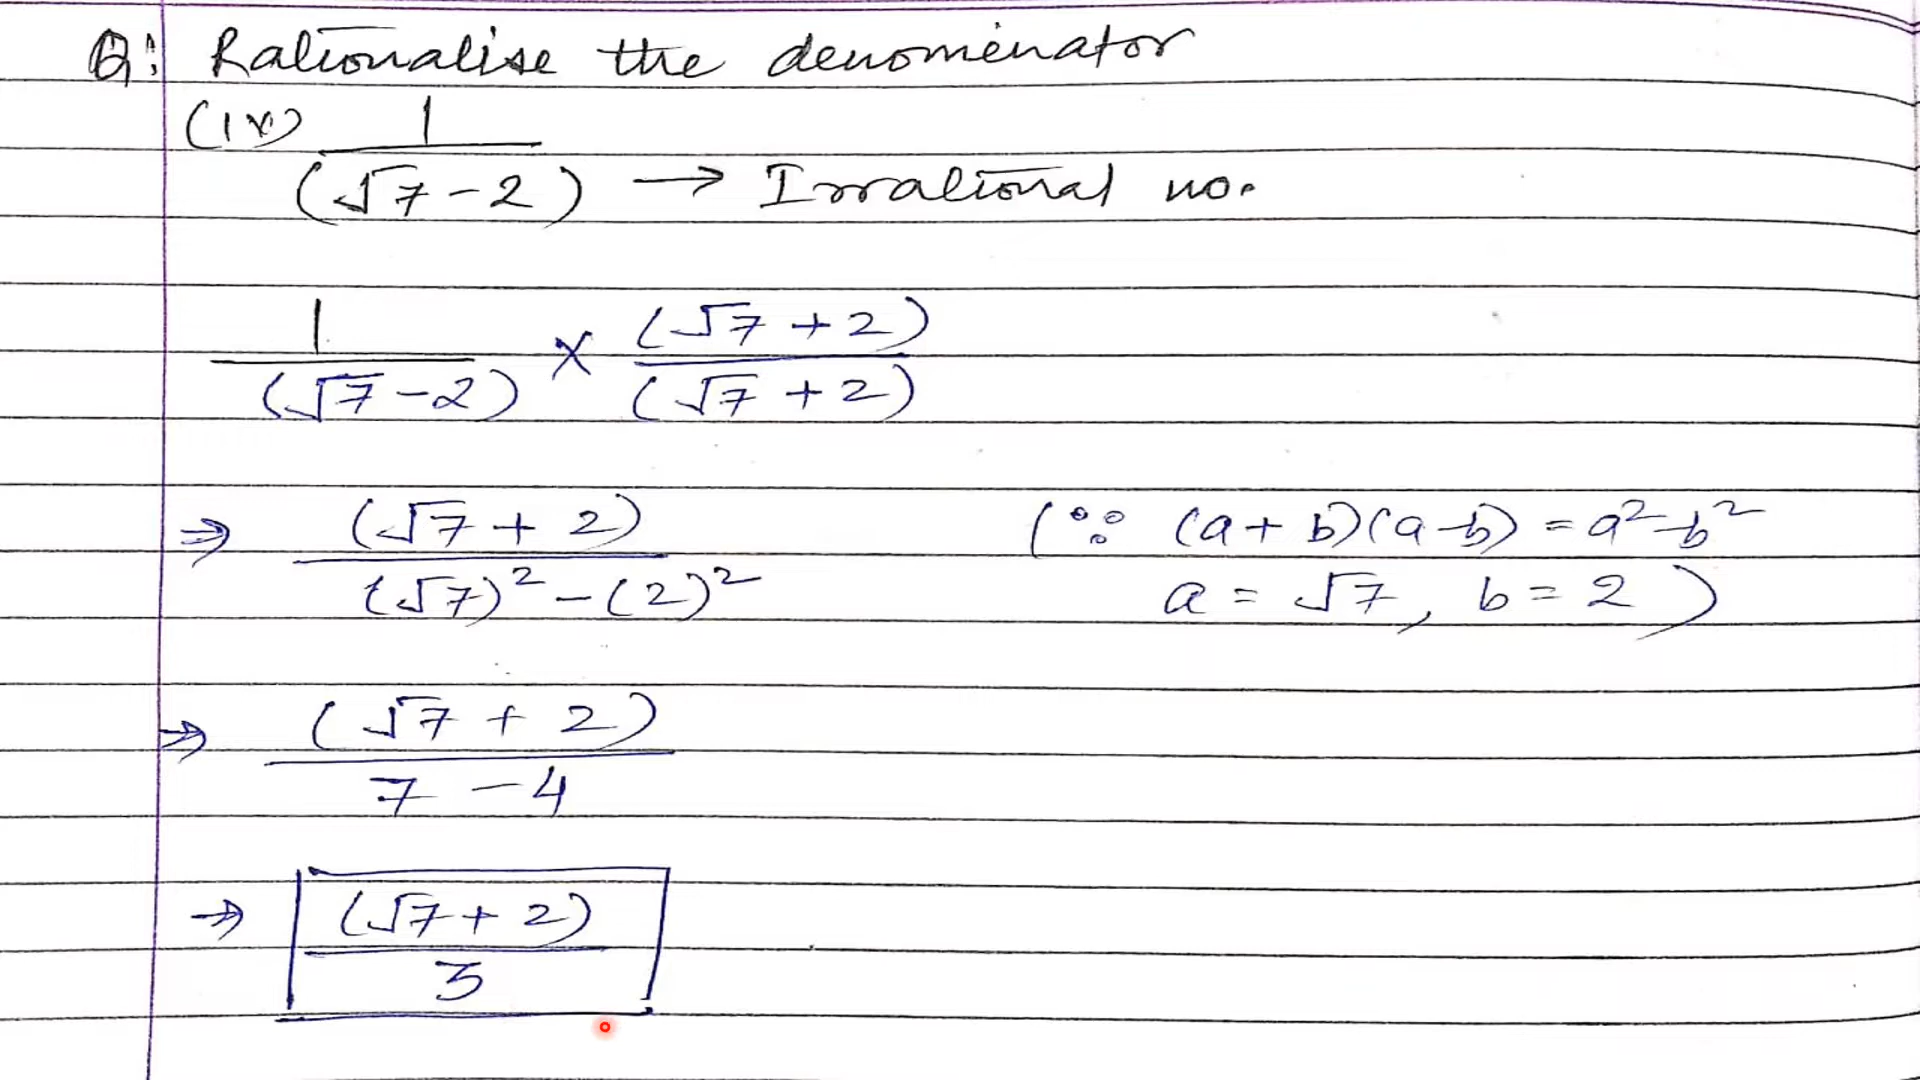 Q: Rationalise the denominator
(iv) 1/(√7 - 2) → Irrational no.
1/(√7 - 2) × (√7 + 2)/(√7 + 2)
⇒ (√7 + 2)/((√7)² - (2)²) (∵ (a + b)(a - b) = a² - b²
a = √7, b = 2)
⇒ (√7 + 2)/(7 - 4)
⇒ (√7 + 2)/3